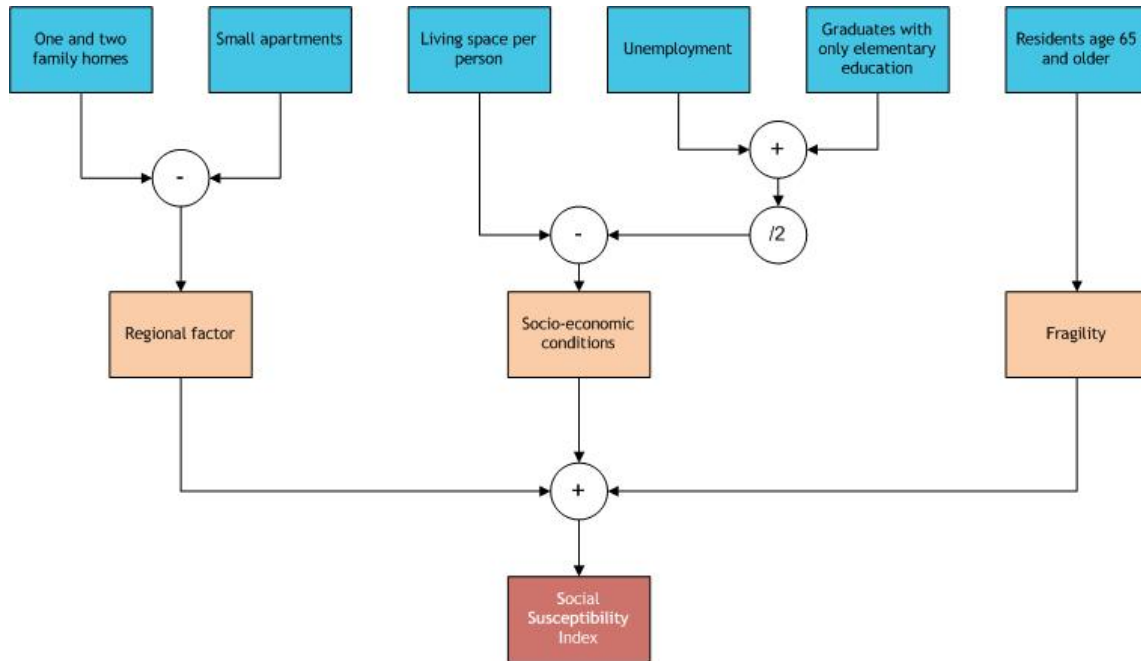 One and two
family homes
Small apartments
Living space per
person
Unemployment
Graduates with
only elementary
education
Residents age 65
and older
-
+
-
/2
Regional factor
Socio-economic
conditions
Fragility
+
Social
Susceptibility
Index